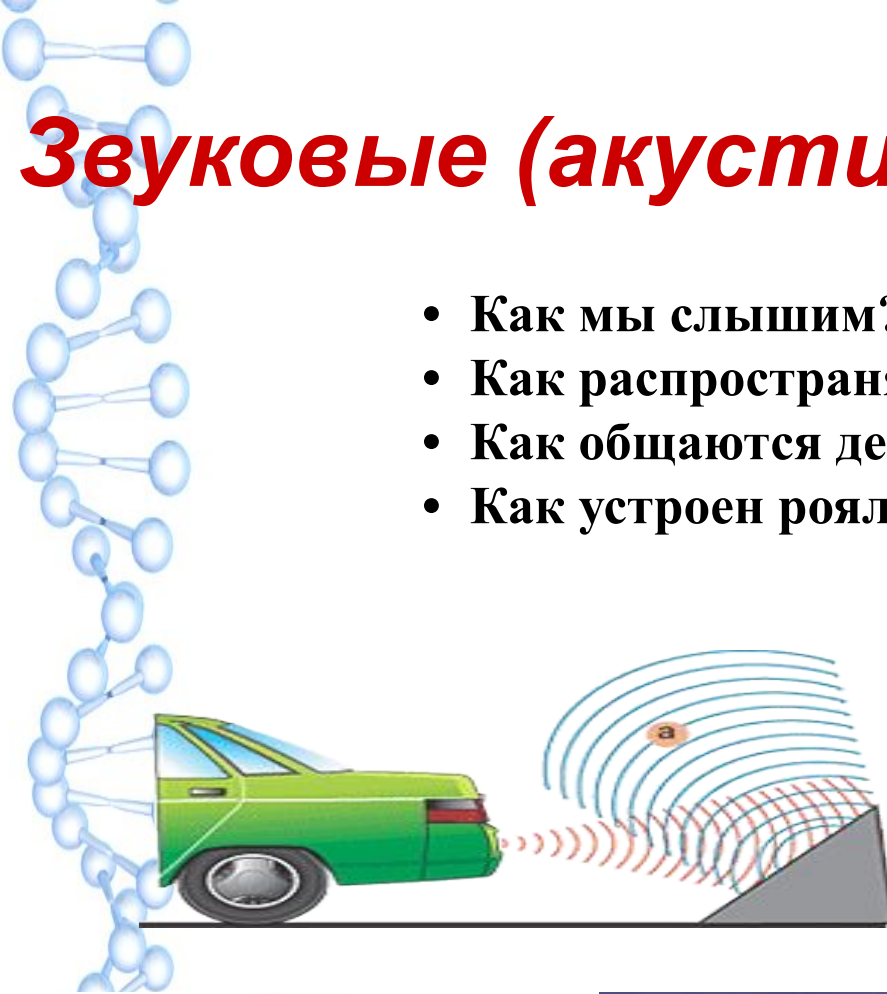 Звуковые (акусти
• Как мы слышим?
• Как распростран
• Как общаются де
• Как устроен роял
a